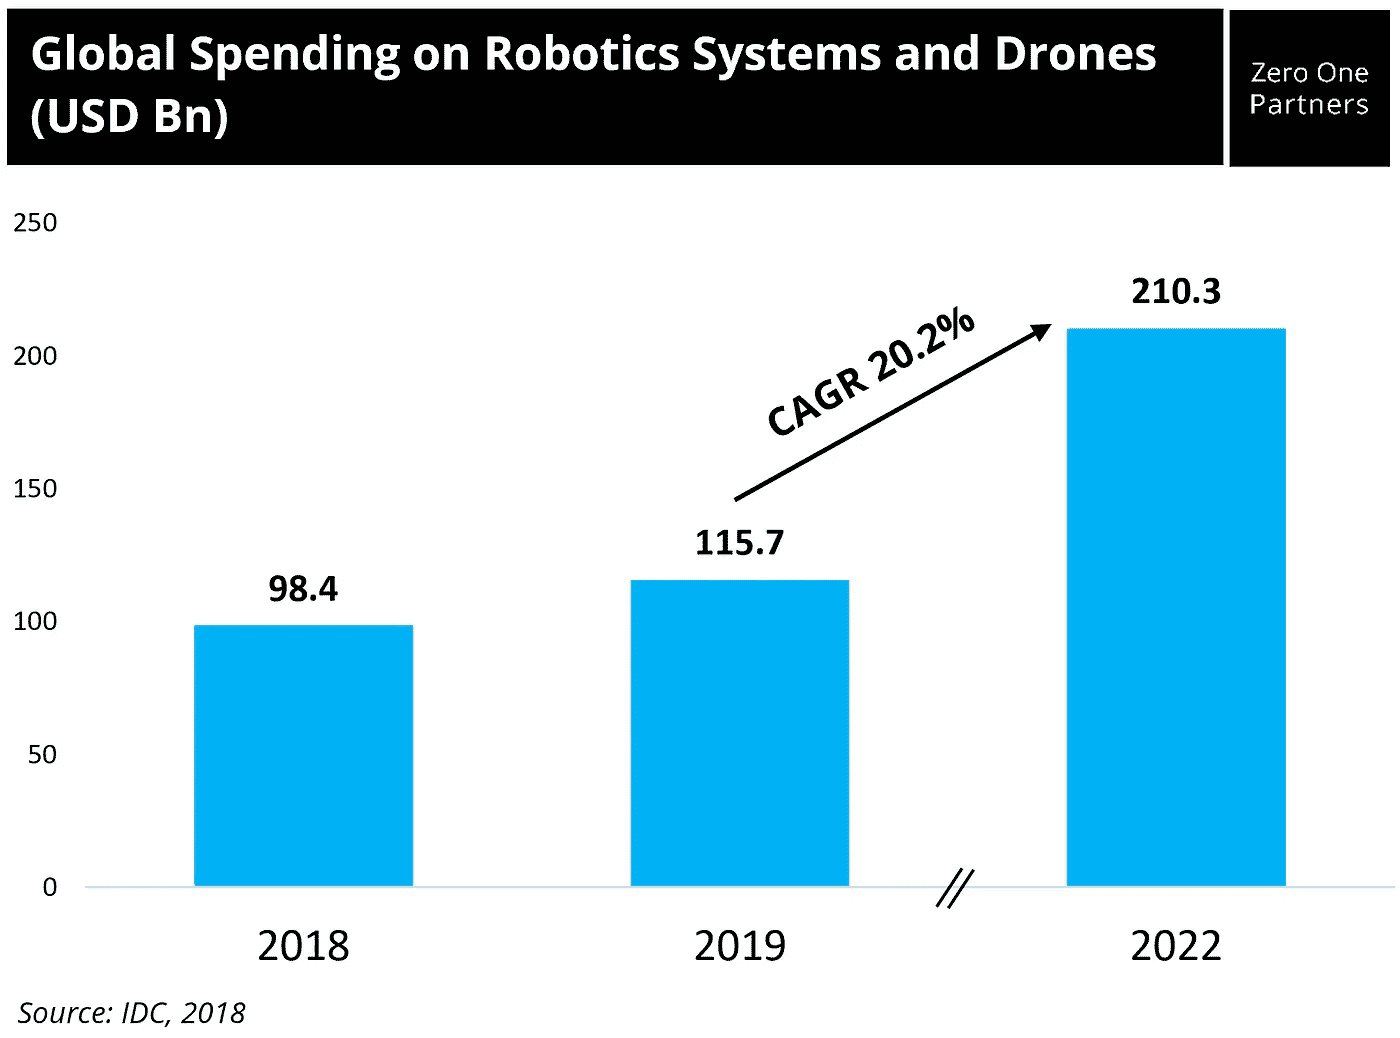 Global Spending on Robotics Systems and Drones
(USD Bn)
Zero One
Partners
250
200
150
100
50
0
98.4
115.7
CAGR 20.2%
210.3
2018
2019
2022
Source: IDC, 2018